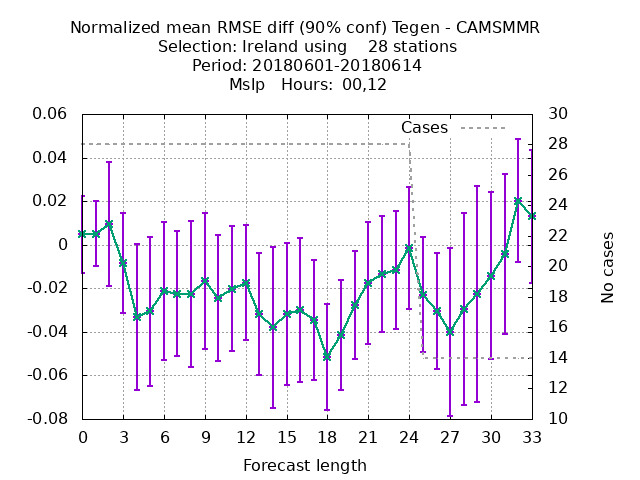 Normalized mean RMSE diff (90% conf) Tegen - CAMSMMR
Selection: Ireland using 28 stations
Period: 20180601-20180614
Mslp Hours: 00,12
Cases
0.06
0.04
0.02
0
-0.02
-0.04
-0.06
-0.08
30
28
26
24
22
20
18
16
14
12
10
No cases
0 3 6 9 12 15 18 21 24 27 30 33
Forecast length